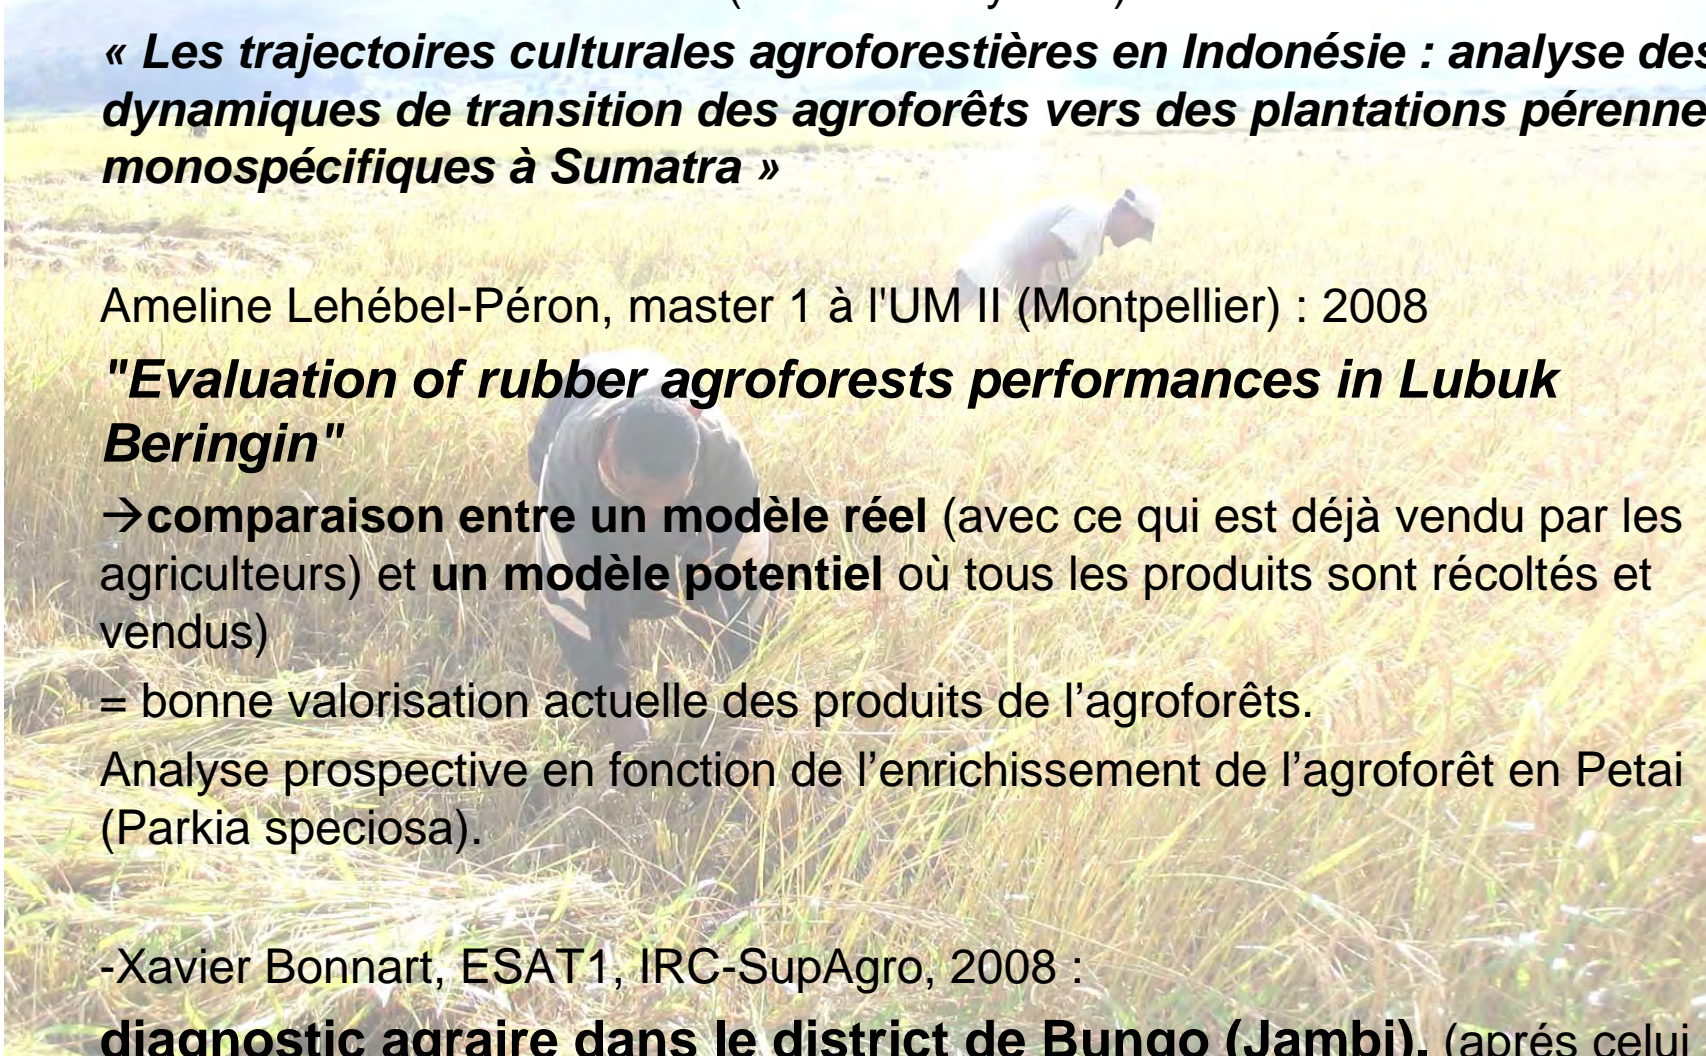 « Les trajectoires culturales agroforestières en Indonésie : analyse des
dynamiques de transition des agroforêts vers des plantations pérenne
monospécifiques à Sumatra »
Ameline Lehébel-Péron, master 1 à l'UM II (Montpellier) : 2008
"Evaluation of rubber agroforests performances in Lubuk
Beringin"
→comparaison entre un modèle réel (avec ce qui est déjà vendu par les
agriculteurs) et un modèle potentiel où tous les produits sont récoltés et
vendus)
= bonne valorisation actuelle des produits de l’agroforêts.
Analyse prospective en fonction de l’enrichissement de l’agroforêt en Petai
(Parkia speciosa).
-Xavier Bonnart, ESAT1, IRC-SupAgro, 2008 :
diagnostic agraire dans le district de Bungo (Jambi). (aprés celui